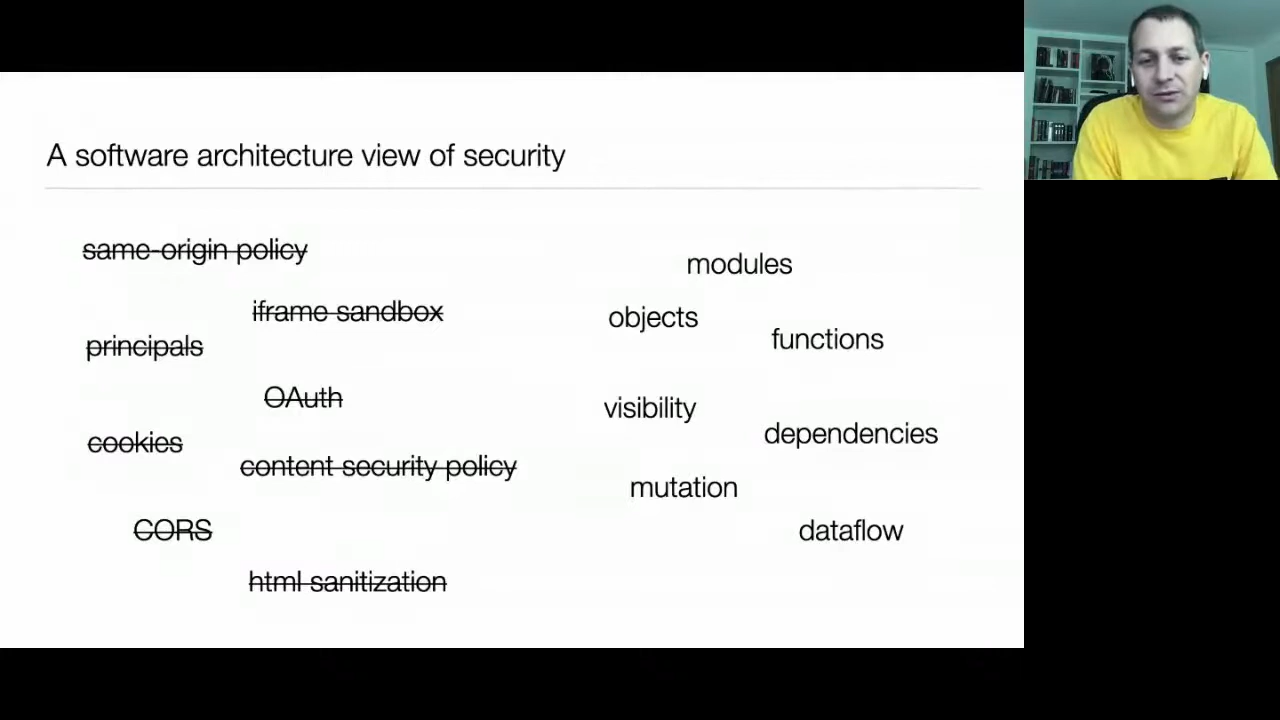 A software architecture view of security
same-origin policy
iframe sandbox
principals
OAuth
cookies
content security policy
CORS
html sanitization
modules
objects
functions
visibility
dependencies
mutation
dataflow